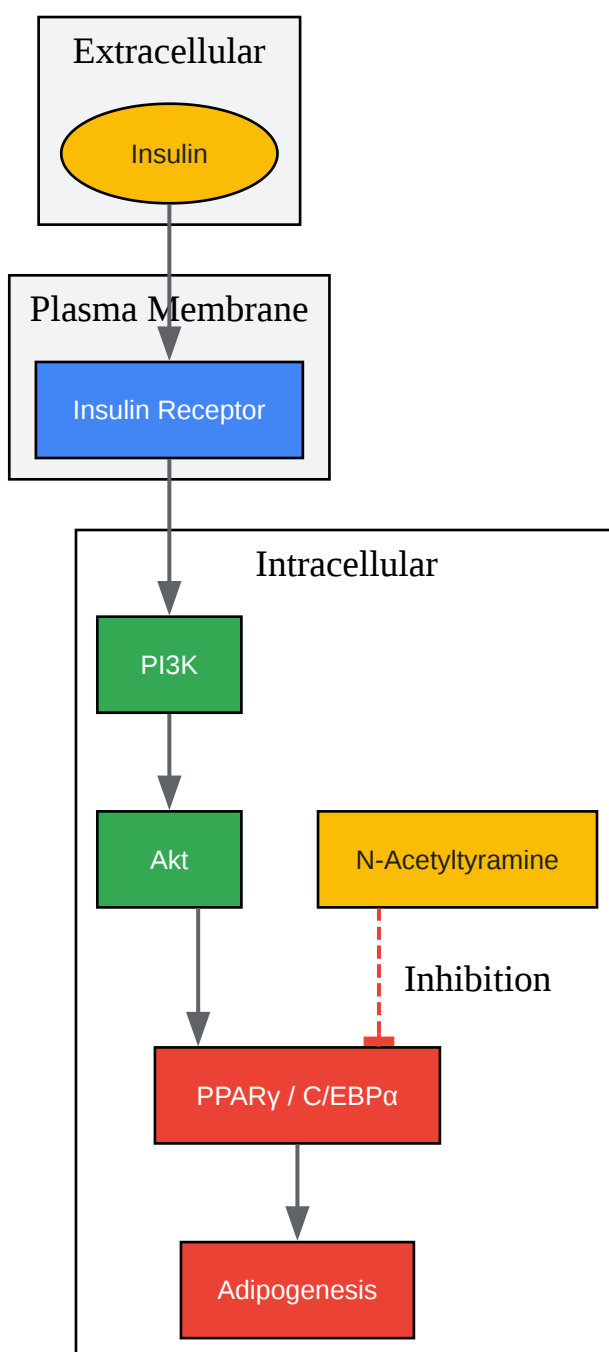 Extracellular
Insulin
Plasma Membrane
Insulin Receptor
Intracellular
PI3K
Akt
N-Acetyltyramine
Inhibition
PPARγ / C/EBPα
Adipogenesis